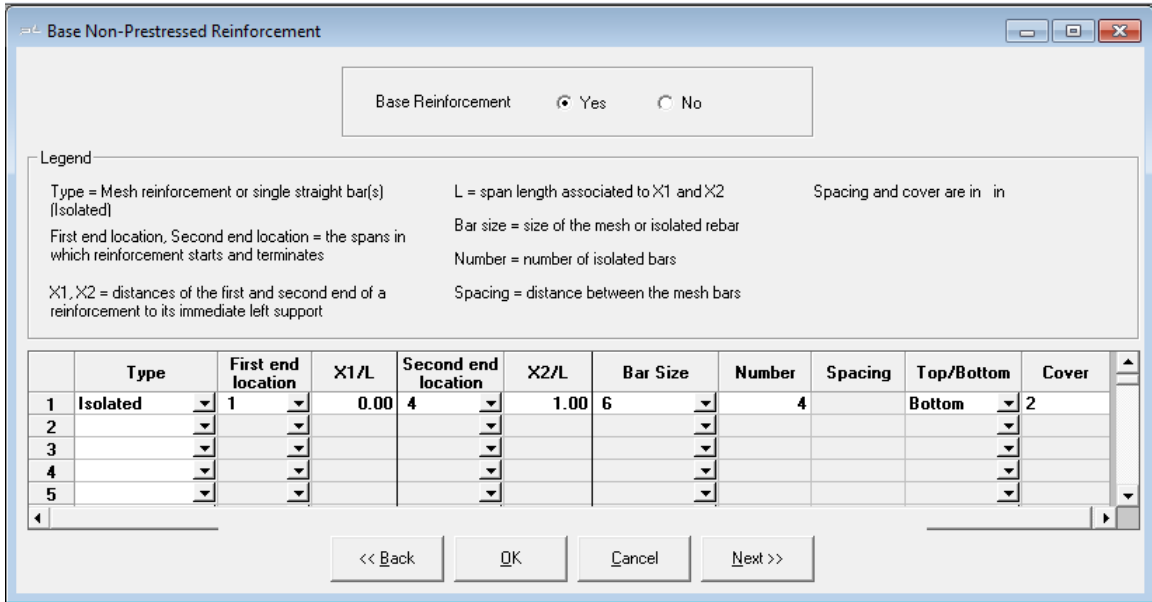 Base Non-Prestressed Reinforcement
Base Reinforcement Yes No
Legend
Type = Mesh reinforcement or single straight bar(s)
(Isolated)
First end location, Second end location = the spans in
which reinforcement starts and terminates
X1, X2 = distances of the first and second end of a
reinforcement to its immediate left support
L = span length associated to X1 and X2
Bar size = size of the mesh or isolated rebar
Number = number of isolated bars
Spacing = distance between the mesh bars
Spacing and cover are in in
Type First end location X1/L Second end location X2/L Bar Size Number Spacing Top/Bottom Cover
1 Isolated 1 0.00 4 1.00 6 4 Bottom 2
2
3
4
5
<< Back OK Cancel Next >>